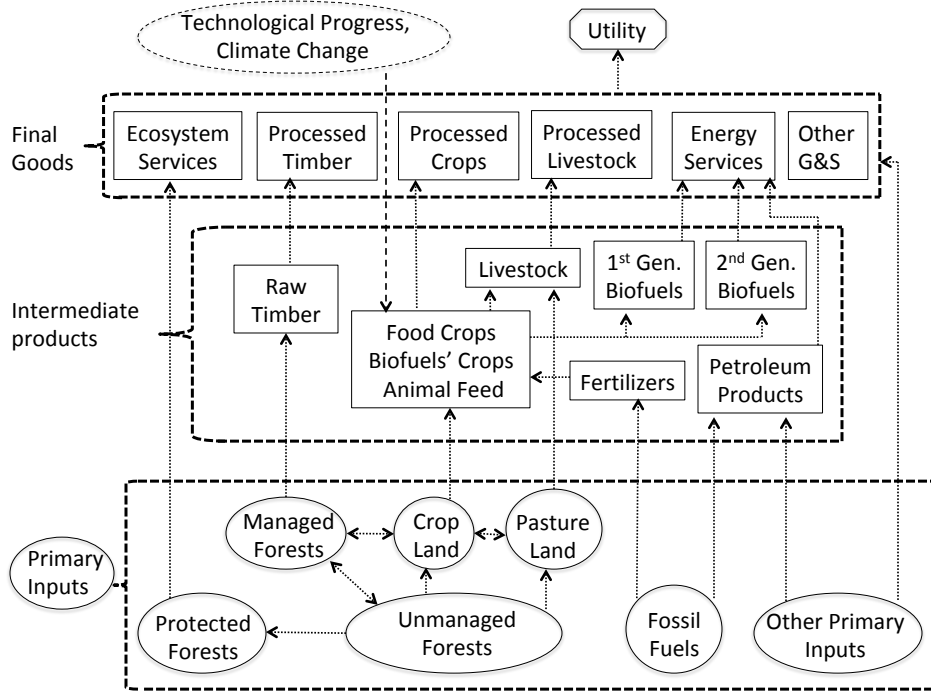 Technological Progress,
Climate Change
Utility
Final
Goods
Ecosystem
Services
Processed
Timber
Processed
Crops
Processed
Livestock
Energy
Services
Other
G&S
Intermediate
products
Raw
Timber
Livestock
1st Gen.
Biofuels
2nd Gen.
Biofuels
Food Crops
Biofuels’ Crops
Animal Feed
Fertilizers
Petroleum
Products
Primary
Inputs
Managed
Forests
Crop
Land
Pasture
Land
Protected
Forests
Unmanaged
Forests
Fossil
Fuels
Other Primary
Inputs